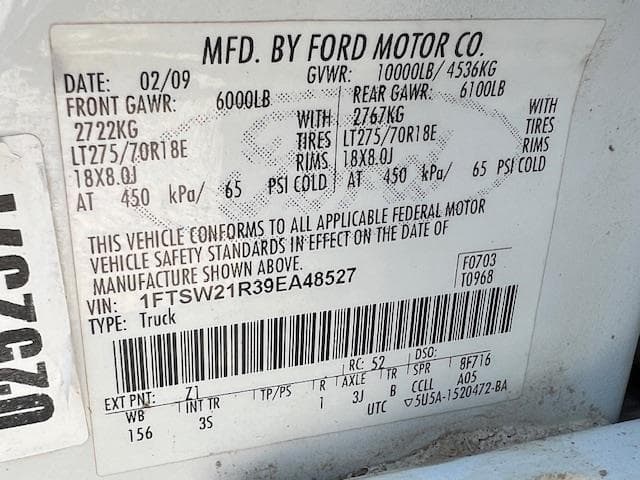 MFD. BY FORD MOTOR CO.
DATE: 02/09 GVWR: 10000LB/ 4536KG
FRONT GAWR: 6000LB REAR GAWR: 6100LB
2722KG WITH 2767KG WITH
LT275/70R18E TIRES LT275/70R18E TIRES
18X8.0J RIMS 18X8.0J RIMS
AT 450 kPa/ 65 PSI COLD AT 450 kPa/ 65 PSI COLD
THIS VEHICLE CONFORMS TO ALL APPLICABLE FEDERAL MOTOR
VEHICLE SAFETY STANDARDS IN EFFECT ON THE DATE OF
MANUFACTURE SHOWN ABOVE.
VIN: 1FTSW21R39EA48527 F0703
TYPE: Truck T0968
EXT PNT: Z1 RC: 52 DSO:
WB INT TR TP/PS R AXLE TR SPR 8F716
156 3S 1 3J B CCLL A05
UTC ▽5U5A-1520472-BA